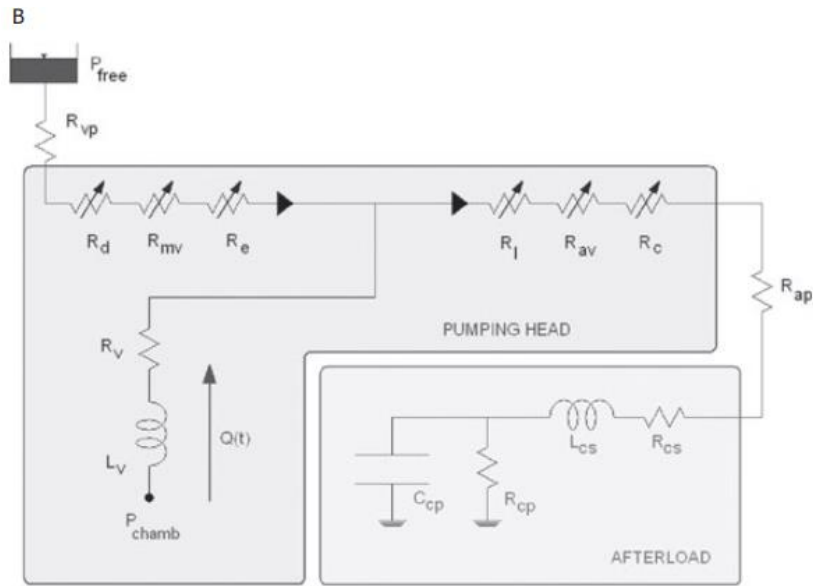 B
P_free
R_vp
R_d R_mv R_e R_l R_av R_c
R_ap
PUMPING HEAD
R_v
Q(t)
L_v
L_cs R_cs
C_cp R_cp
P_chamb
AFTERLOAD